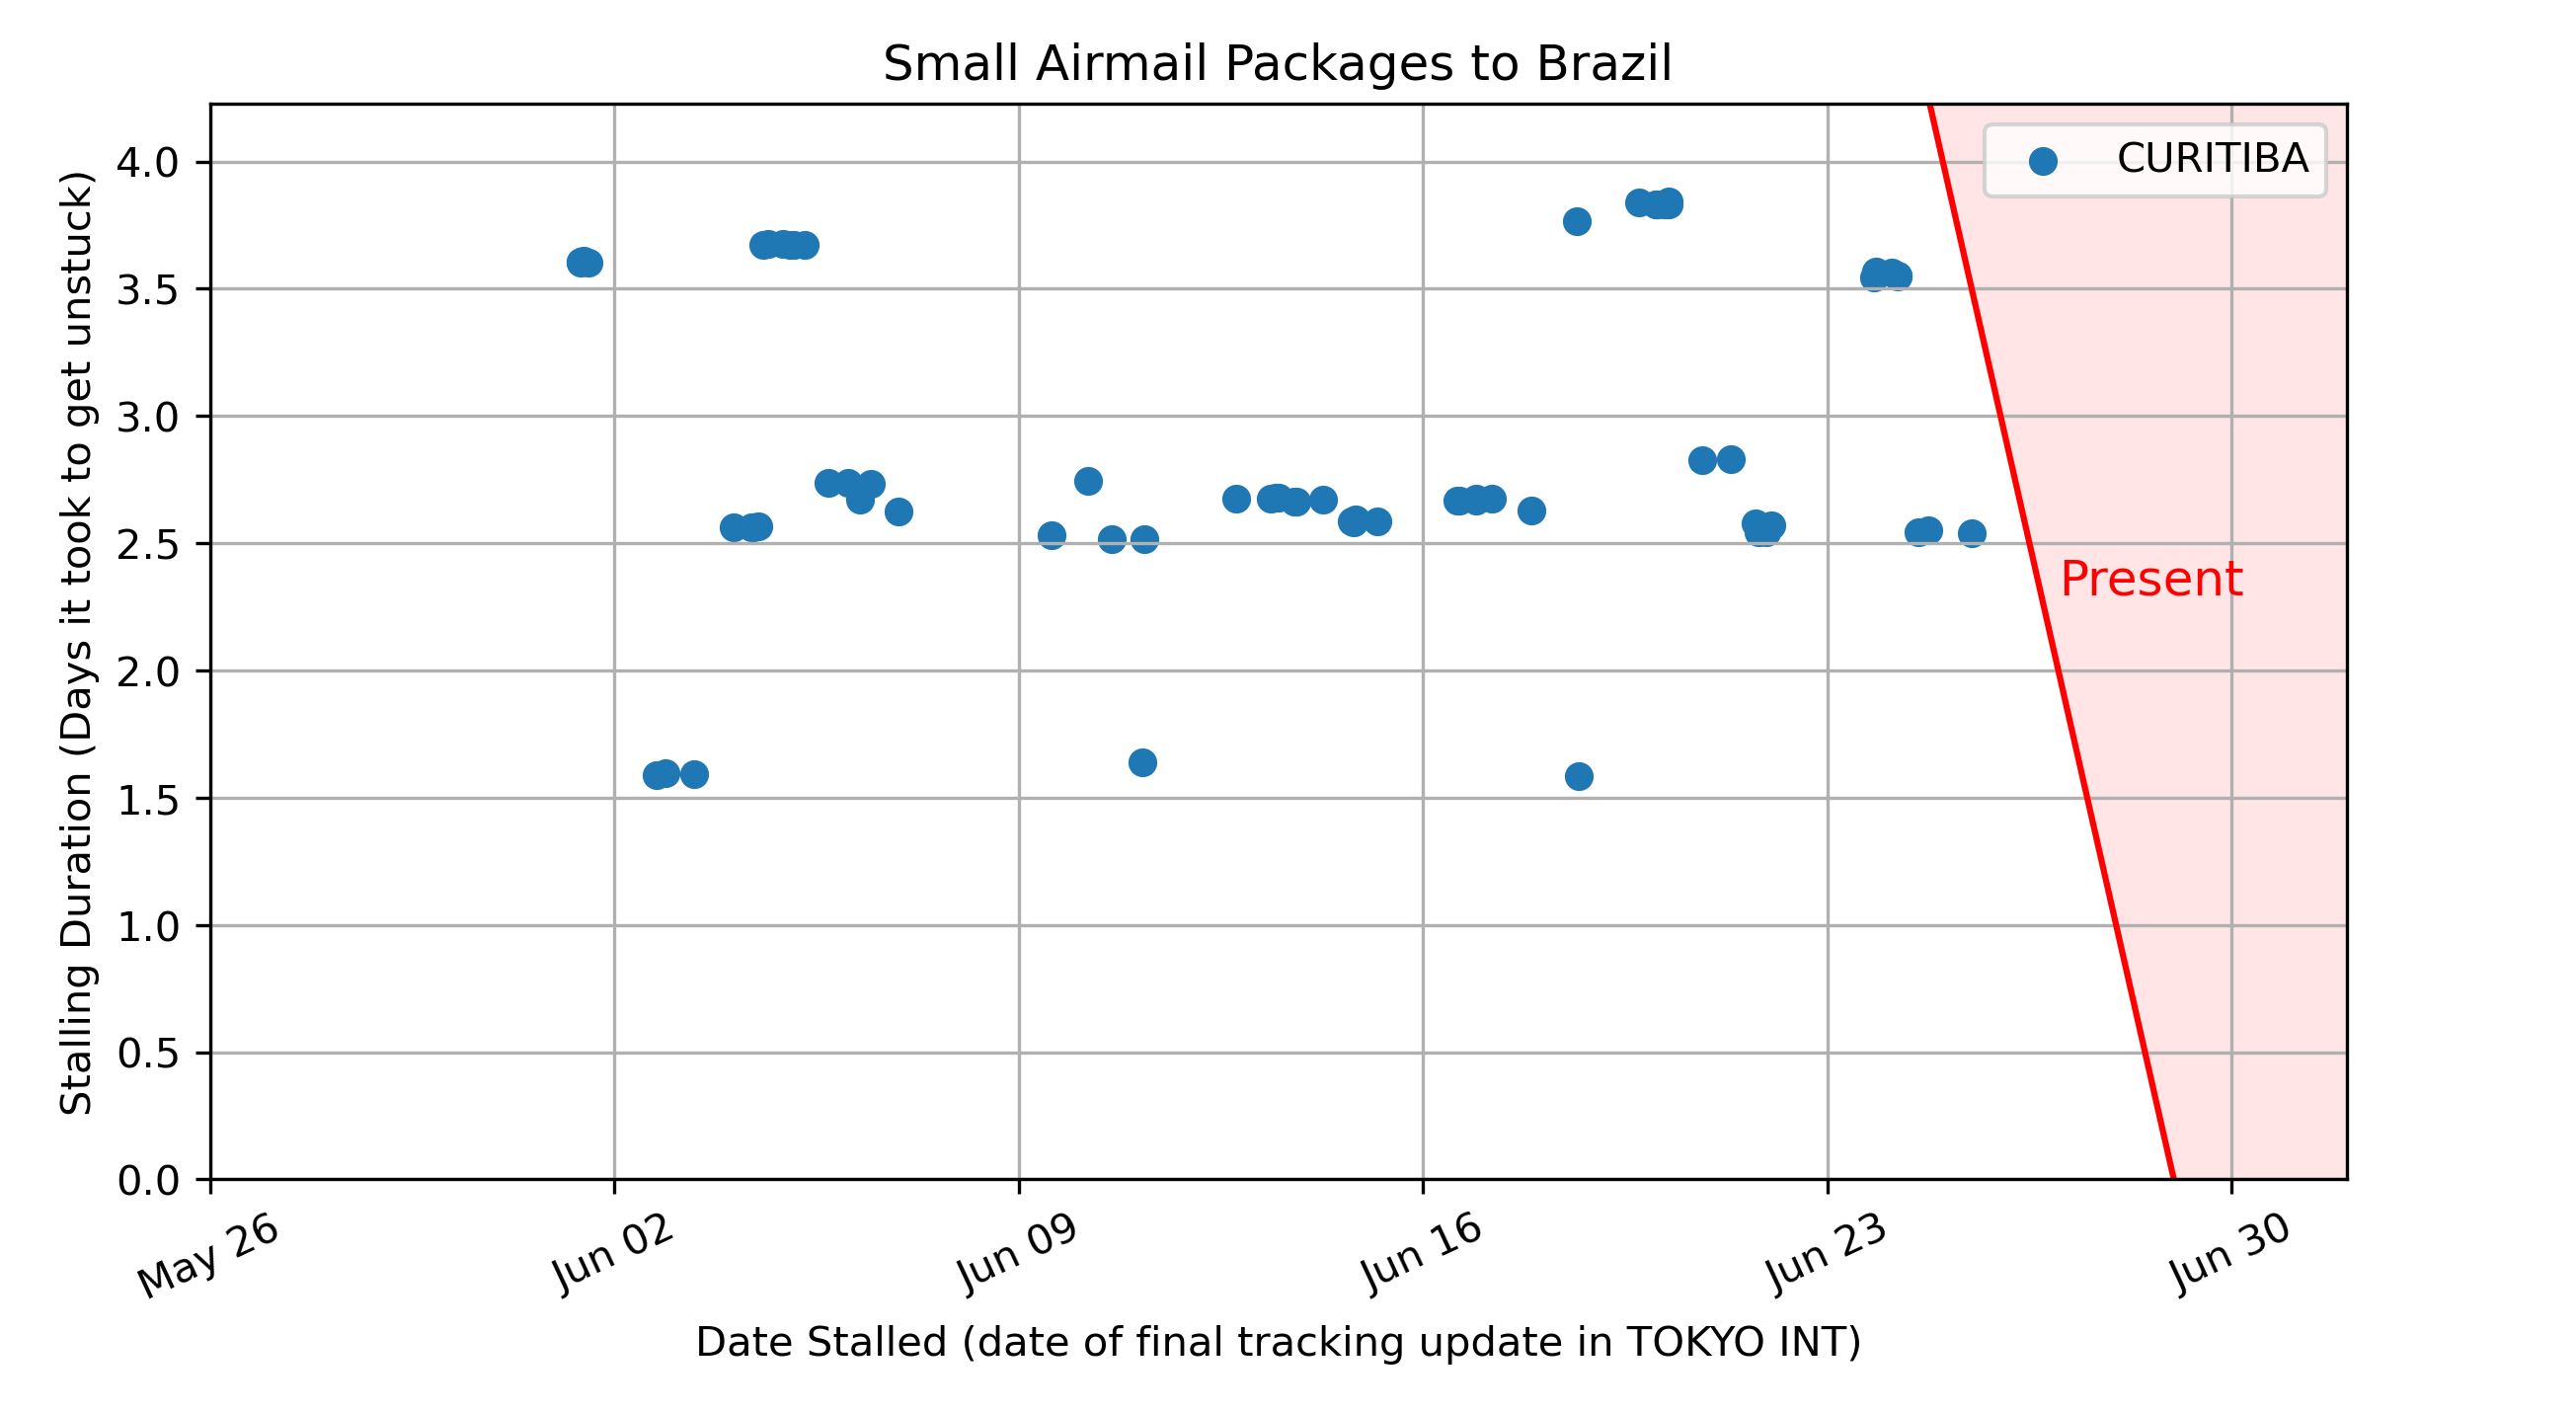 Small Airmail Packages to Brazil
CURITIBA
Present
Stalling Duration (Days it took to get unstuck)
4.0
3.5
3.0
2.5
2.0
1.5
1.0
0.5
0.0
May 26
Jun 02
Jun 09
Jun 16
Jun 23
Jun 30
Date Stalled (date of final tracking update in TOKYO INT)